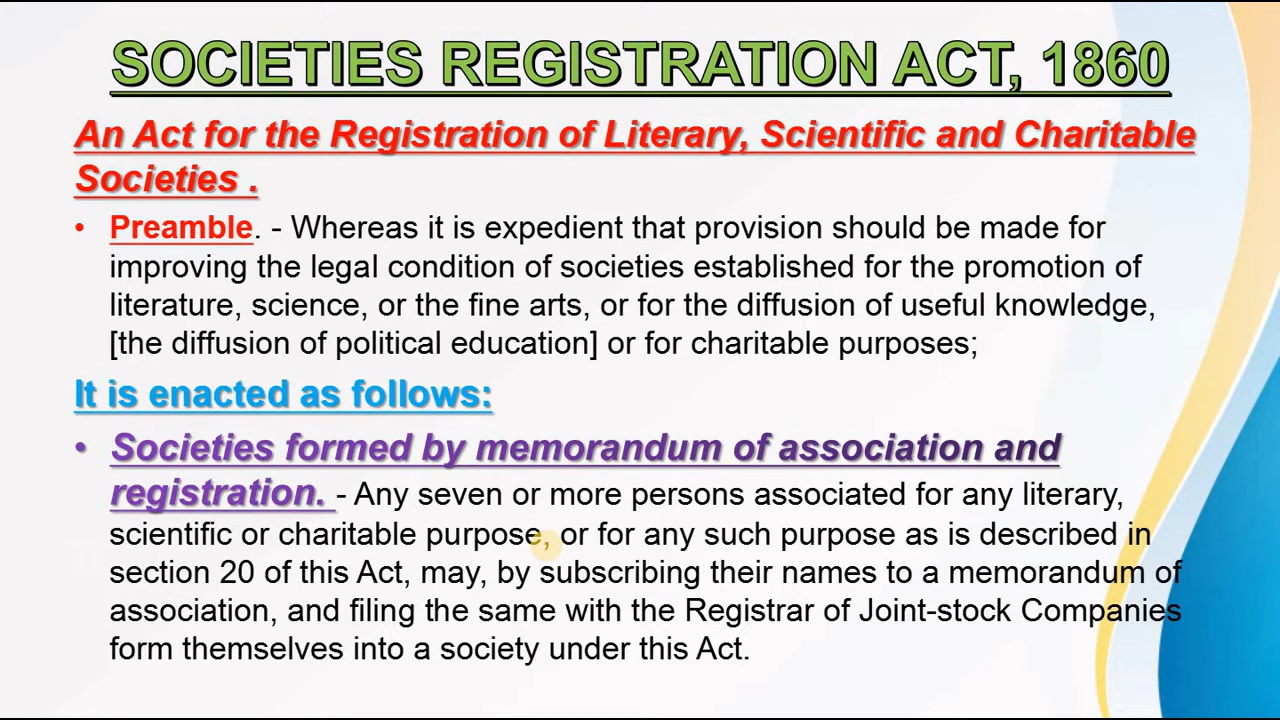 SOCIETIES REGISTRATION ACT, 1860
An Act for the Registration of Literary, Scientific and Charitable
Societies .
• Preamble. - Whereas it is expedient that provision should be made for
improving the legal condition of societies established for the promotion of
literature, science, or the fine arts, or for the diffusion of useful knowledge,
[the diffusion of political education] or for charitable purposes;
It is enacted as follows:
• Societies formed by memorandum of association and
registration. - Any seven or more persons associated for any literary,
scientific or charitable purpose, or for any such purpose as is described in
section 20 of this Act, may, by subscribing their names to a memorandum of
association, and filing the same with the Registrar of Joint-stock Companies
form themselves into a society under this Act.